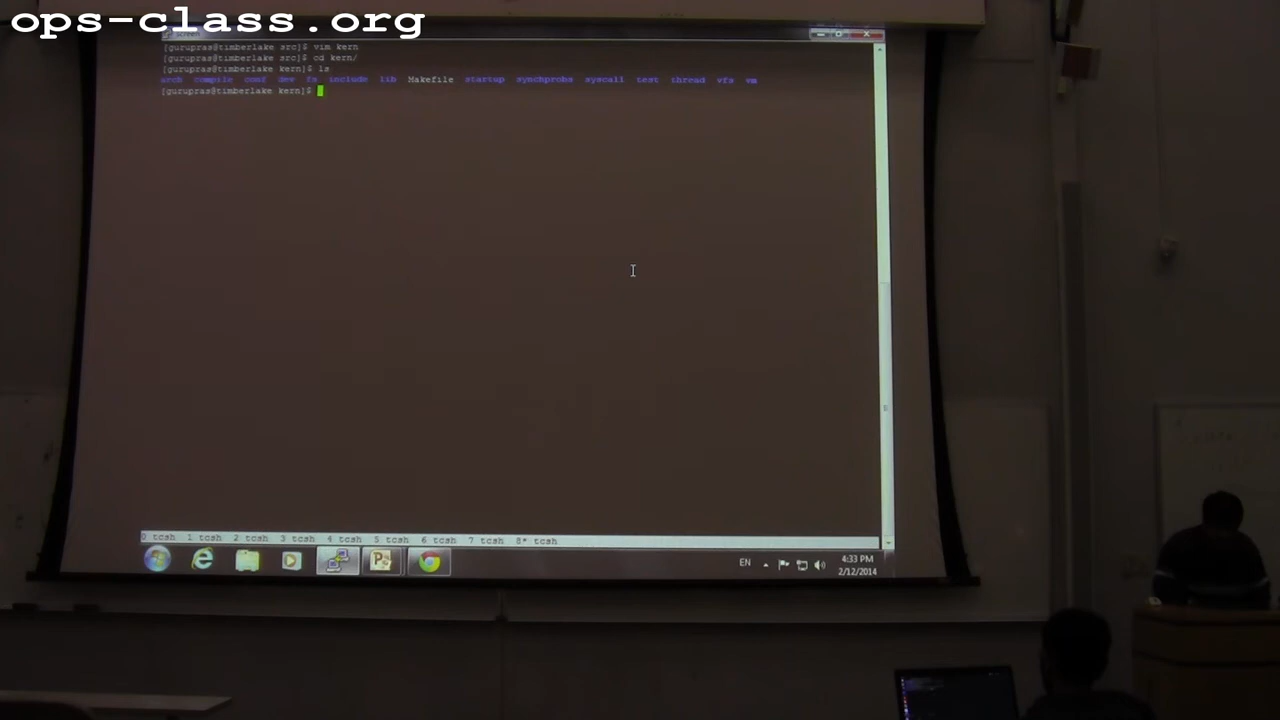 ops-class.org
screen
[gurupras@timberlake src]$ vim kern
[gurupras@timberlake src]$ cd kern/
[gurupras@timberlake kern]$ ls
arch compile conf dev fs include lib Makefile startup synchprobs syscall test thread vfs vm
[gurupras@timberlake kern]$
0 tcsh 1 tcsh 2 tcsh 3 tcsh 4 tcsh 5 tcsh 6 tcsh 7 tcsh 8* tcsh
EN
4:33 PM
2/12/2014